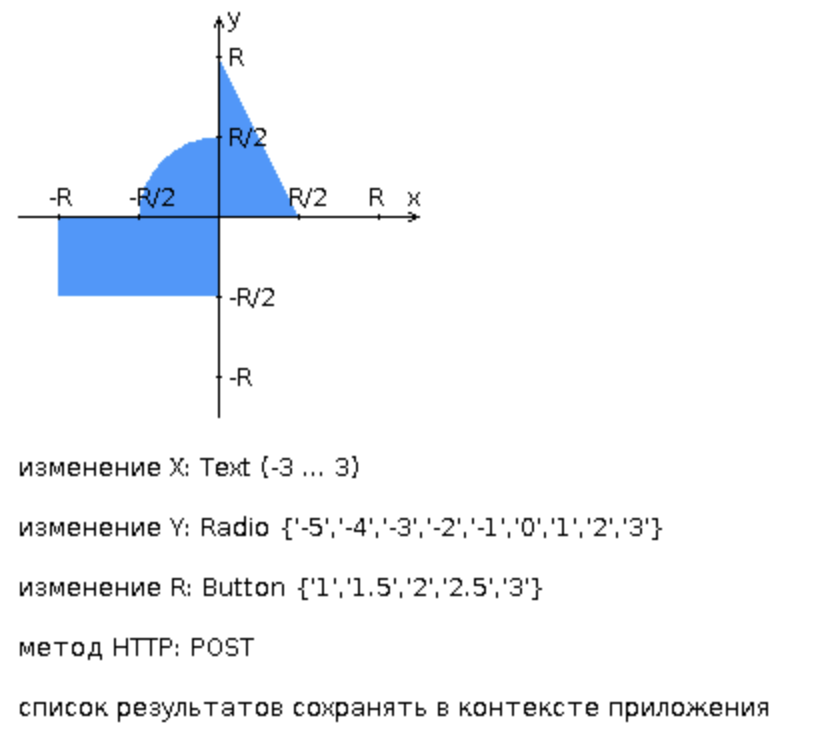 y
R
R/2
-R -R/2 R/2 R x
-R/2
-R
изменение X: Text (-3 ... 3)
изменение Y: Radio {'-5','-4','-3','-2','-1','0','1','2','3'}
изменение R: Button {'1','1.5','2','2.5','3'}
метод HTTP: POST
список результатов сохранять в контексте приложения